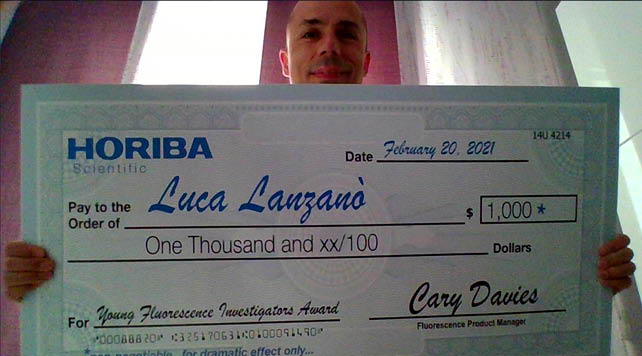 14U 4214
HORIBA
Scientific
Date February 20, 2021
Pay to the
Order of Luca Lanzanò $ 1,000 *
One Thousand and xx/100 Dollars
For Young Fluorescence Investigators Award Cary Davies
Fluorescence Product Manager
*non-negotiable, for dramatic effect only...